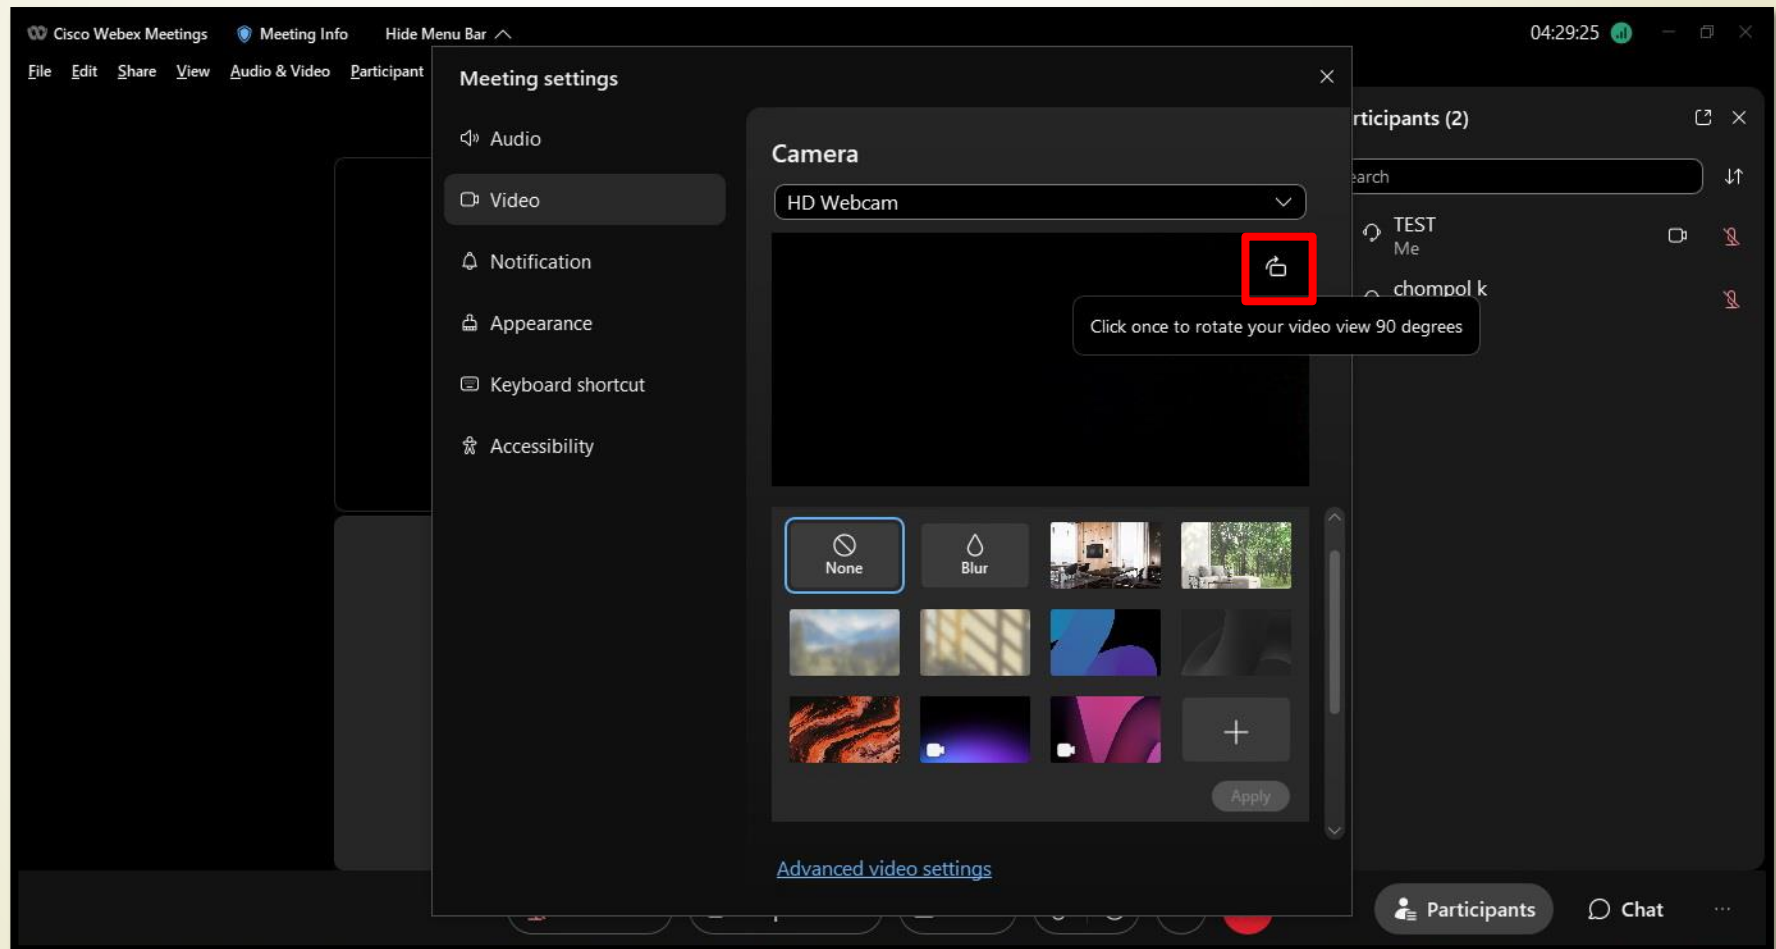 Cisco Webex Meetings
Meeting Info
Hide Menu Bar
04:29:25
File Edit Share View Audio & Video Participant
Meeting settings
Audio
Video
Notification
Appearance
Keyboard shortcut
Accessibility
Camera
HD Webcam
Click once to rotate your video view 90 degrees
None
Blur
Apply
Advanced video settings
rticipants (2)
earch
TEST
Me
chompol k
Participants
Chat